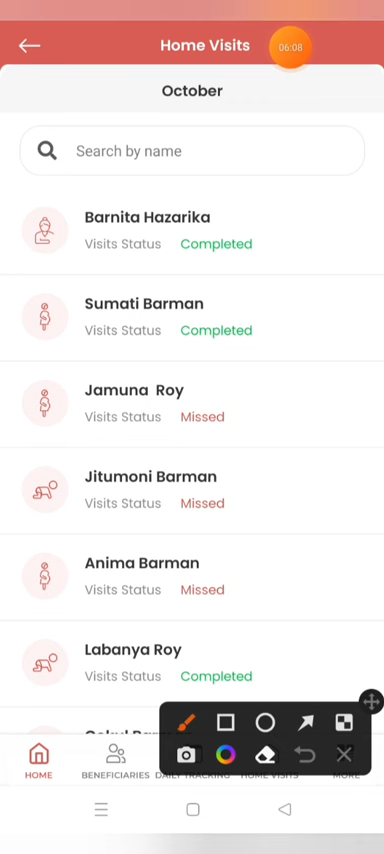 Home Visits
06:08
October
Search by name
Barnita Hazarika
Visits Status Completed
Sumati Barman
Visits Status Completed
Jamuna Roy
Visits Status Missed
Jitumoni Barman
Visits Status Missed
Anima Barman
Visits Status Missed
Labanya Roy
Visits Status Completed
HOME BENEFICIARIES DAILY TRACKING HOME VISITS MORE